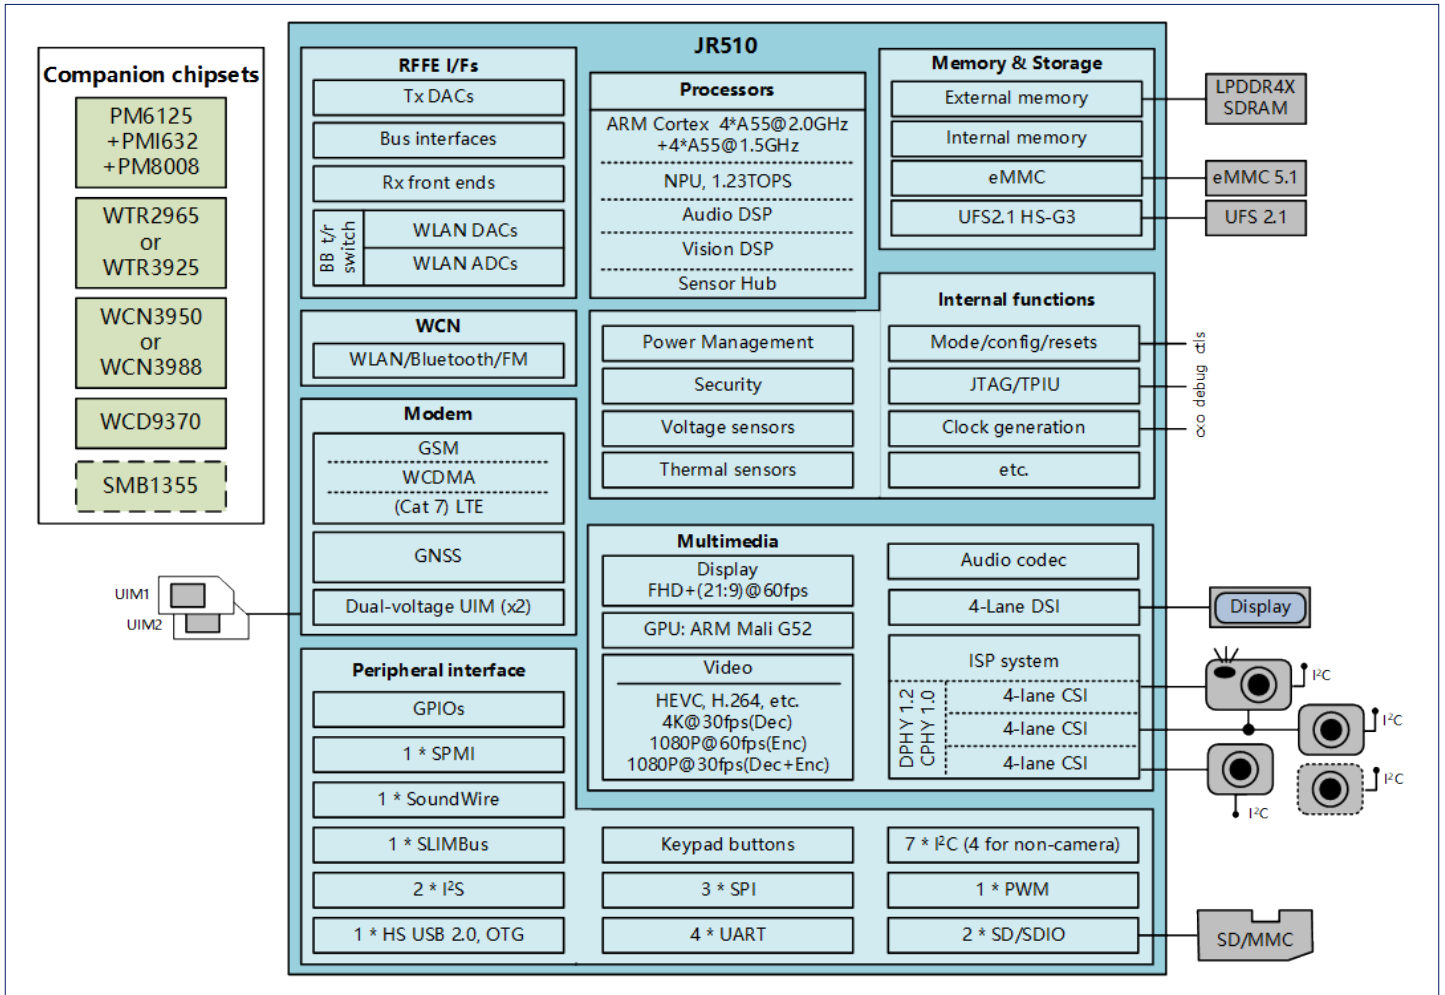 JR510
Companion chipsets
PM6125
+PMI632
+PM8008
WTR2965
or
WTR3925
WCN3950
or
WCN3988
WCD9370
SMB1355
UIM1
UIM2
RFFE I/Fs
Tx DACs
Bus interfaces
Rx front ends
BB t/r
switch
WLAN DACs
WLAN ADCs
WCN
WLAN/Bluetooth/FM
Modem
GSM
WCDMA
(Cat 7) LTE
GNSS
Dual-voltage UIM (x2)
Peripheral interface
GPIOs
1 * SPMI
1 * SoundWire
1 * SLIMBus
2 * I²S
1 * HS USB 2.0, OTG
Keypad buttons
3 * SPI
4 * UART
7 * I²C (4 for non-camera)
1 * PWM
2 * SD/SDIO
Processors
ARM Cortex 4*A55@2.0GHz
+4*A55@1.5GHz
NPU, 1.23TOPS
Audio DSP
Vision DSP
Sensor Hub
Memory & Storage
External memory
Internal memory
eMMC
UFS2.1 HS-G3
LPDDR4X
SDRAM
eMMC 5.1
UFS 2.1
Internal functions
Power Management
Security
Voltage sensors
Thermal sensors
Mode/config/resets
JTAG/TPIU
Clock generation
etc.
ctls
debug
cxo
Multimedia
Display
FHD+(21:9)@60fps
GPU: ARM Mali G52
Video
HEVC, H.264, etc.
4K@30fps(Dec)
1080P@60fps(Enc)
1080P@30fps(Dec+Enc)
Audio codec
4-Lane DSI
ISP system
DPHY 1.2
CPHY 1.0
4-lane CSI
4-lane CSI
4-lane CSI
Display
I²C
I²C
I²C
I²C
SD/MMC